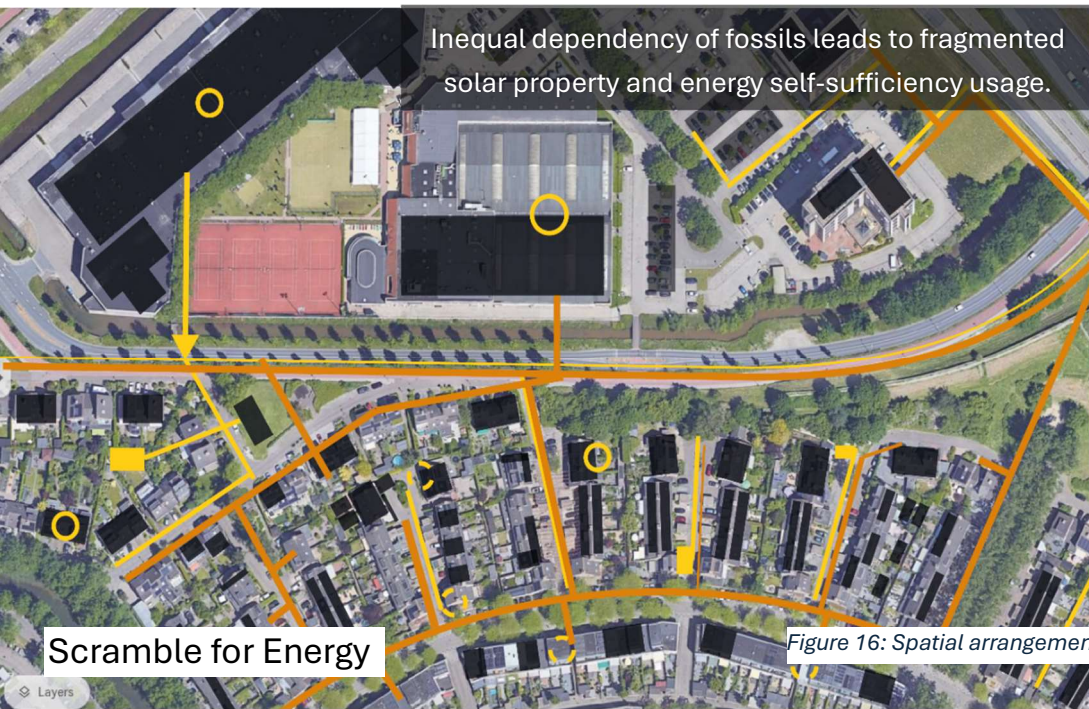 Inequal dependency of fossils leads to fragmented
solar property and energy self-sufficiency usage.
Scramble for Energy
Figure 16: Spatial arrangemen
Layers